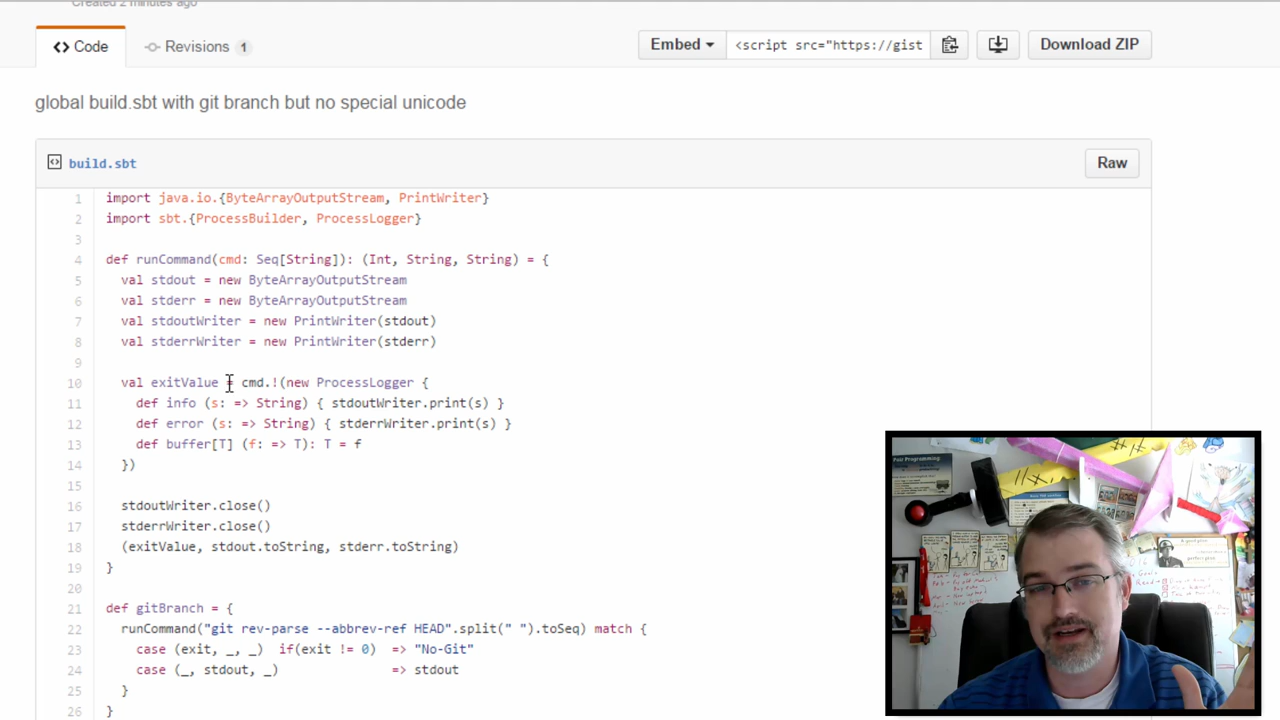 Created 2 minutes ago
Code
Revisions 1
Embed
<script src="https://gist
Download ZIP
global build.sbt with git branch but no special unicode
build.sbt
Raw
1 import java.io.{ByteArrayOutputStream, PrintWriter}
2 import sbt.{ProcessBuilder, ProcessLogger}
3
4 def runCommand(cmd: Seq[String]): (Int, String, String) = {
5 val stdout = new ByteArrayOutputStream
6 val stderr = new ByteArrayOutputStream
7 val stdoutWriter = new PrintWriter(stdout)
8 val stderrWriter = new PrintWriter(stderr)
9
10 val exitValue = cmd.!(new ProcessLogger {
11 def info (s: => String) { stdoutWriter.print(s) }
12 def error (s: => String) { stderrWriter.print(s) }
13 def buffer[T] (f: => T): T = f
14 })
15
16 stdoutWriter.close()
17 stderrWriter.close()
18 (exitValue, stdout.toString, stderr.toString)
19 }
20
21 def gitBranch = {
22 runCommand("git rev-parse --abbrev-ref HEAD".split(" ").toSeq) match {
23 case (exit, _, _) if(exit != 0) => "No-Git"
24 case (_, stdout, _) => stdout
25 }
26 }
Pair Programming